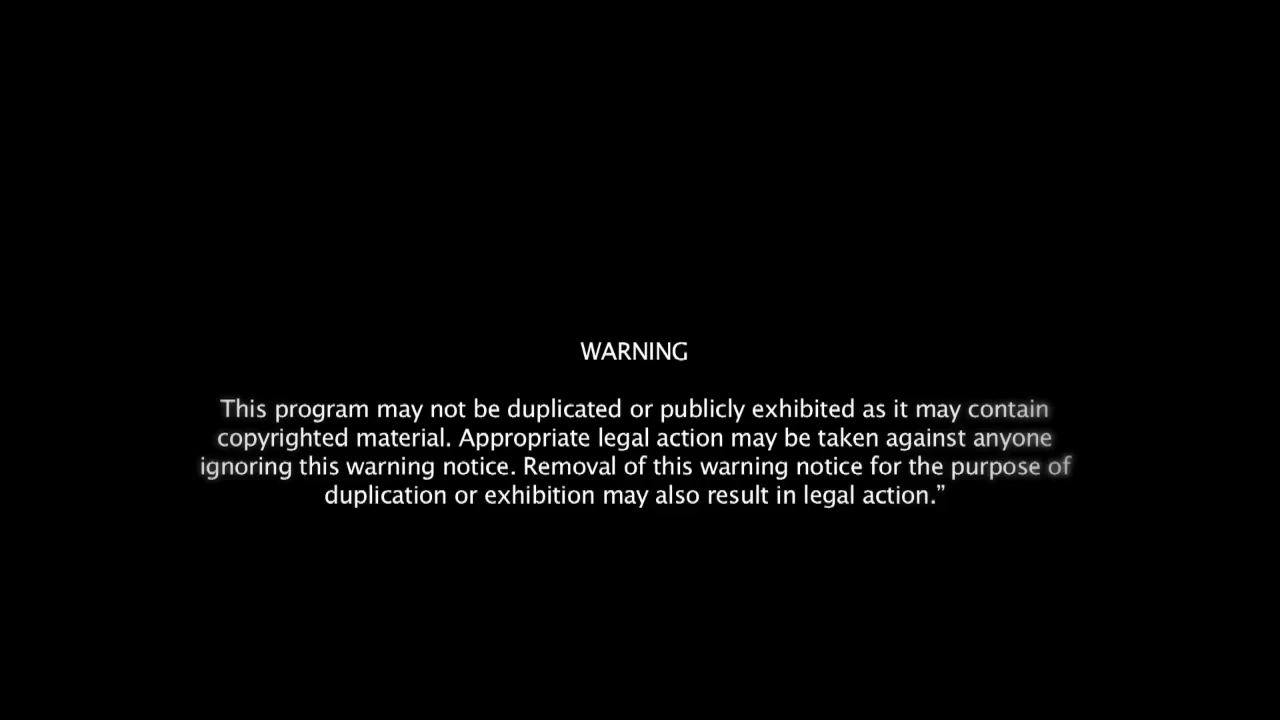 WARNING
This program may not be duplicated or publicly exhibited as it may contain
copyrighted material. Appropriate legal action may be taken against anyone
ignoring this warning notice. Removal of this warning notice for the purpose of
duplication or exhibition may also result in legal action.”